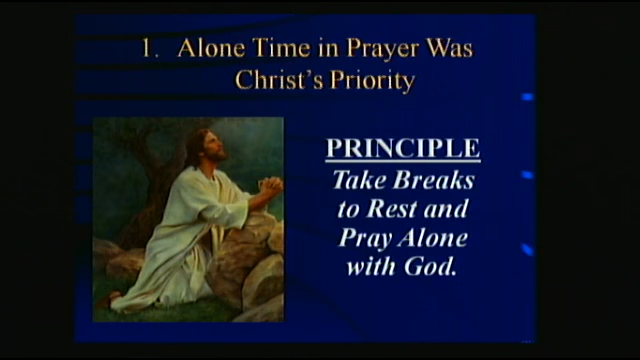 1. Alone Time in Prayer Was
Christ's Priority
PRINCIPLE
Take Breaks
to Rest and
Pray Alone
with God.